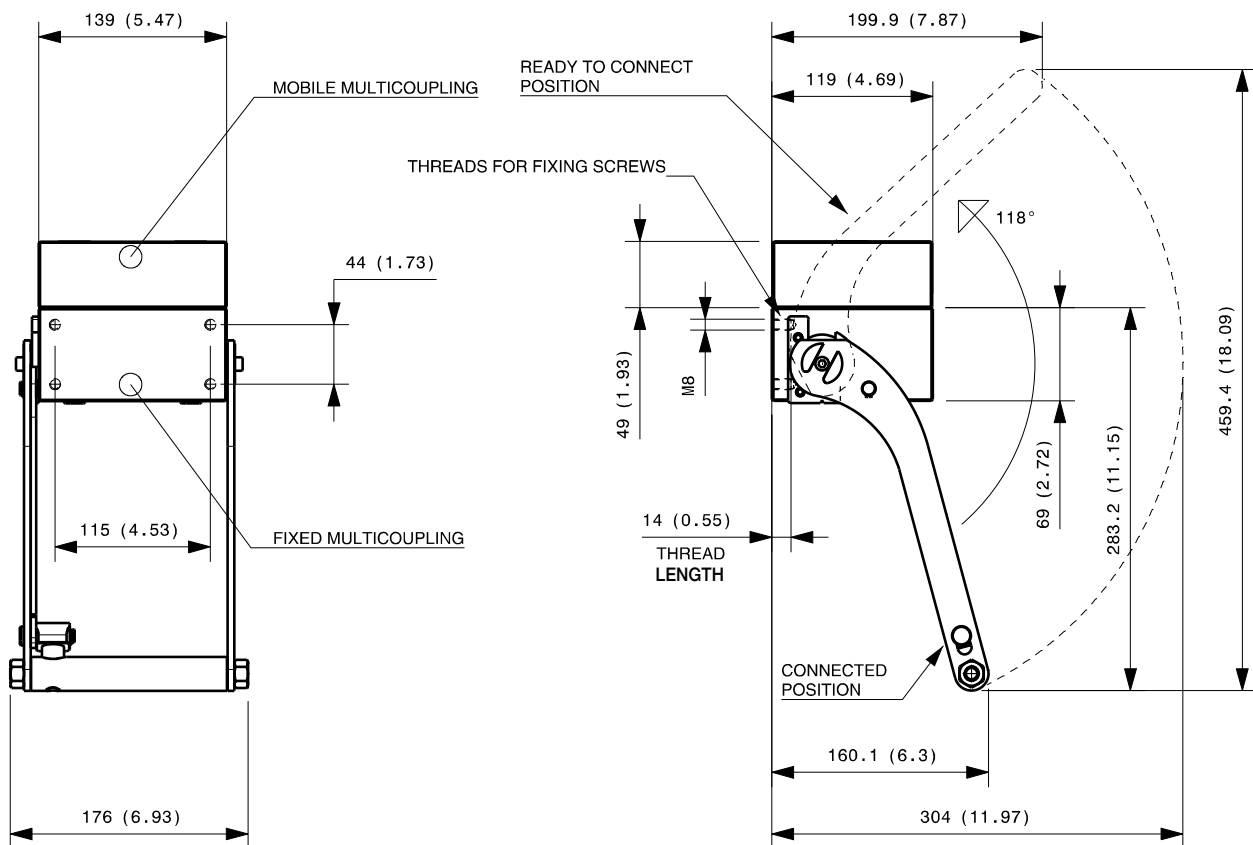 139 (5.47)
199.9 (7.87)
READY TO CONNECT
POSITION
MOBILE MULTICOUPLING
119 (4.69)
THREADS FOR FIXING SCREWS
118°
44 (1.73)
49 (1.93)
M8
459.4 (18.09)
283.2 (11.15)
69 (2.72)
115 (4.53)
FIXED MULTICOUPLING
14 (0.55)
THREAD
LENGTH
CONNECTED
POSITION
160.1 (6.3)
176 (6.93)
304 (11.97)